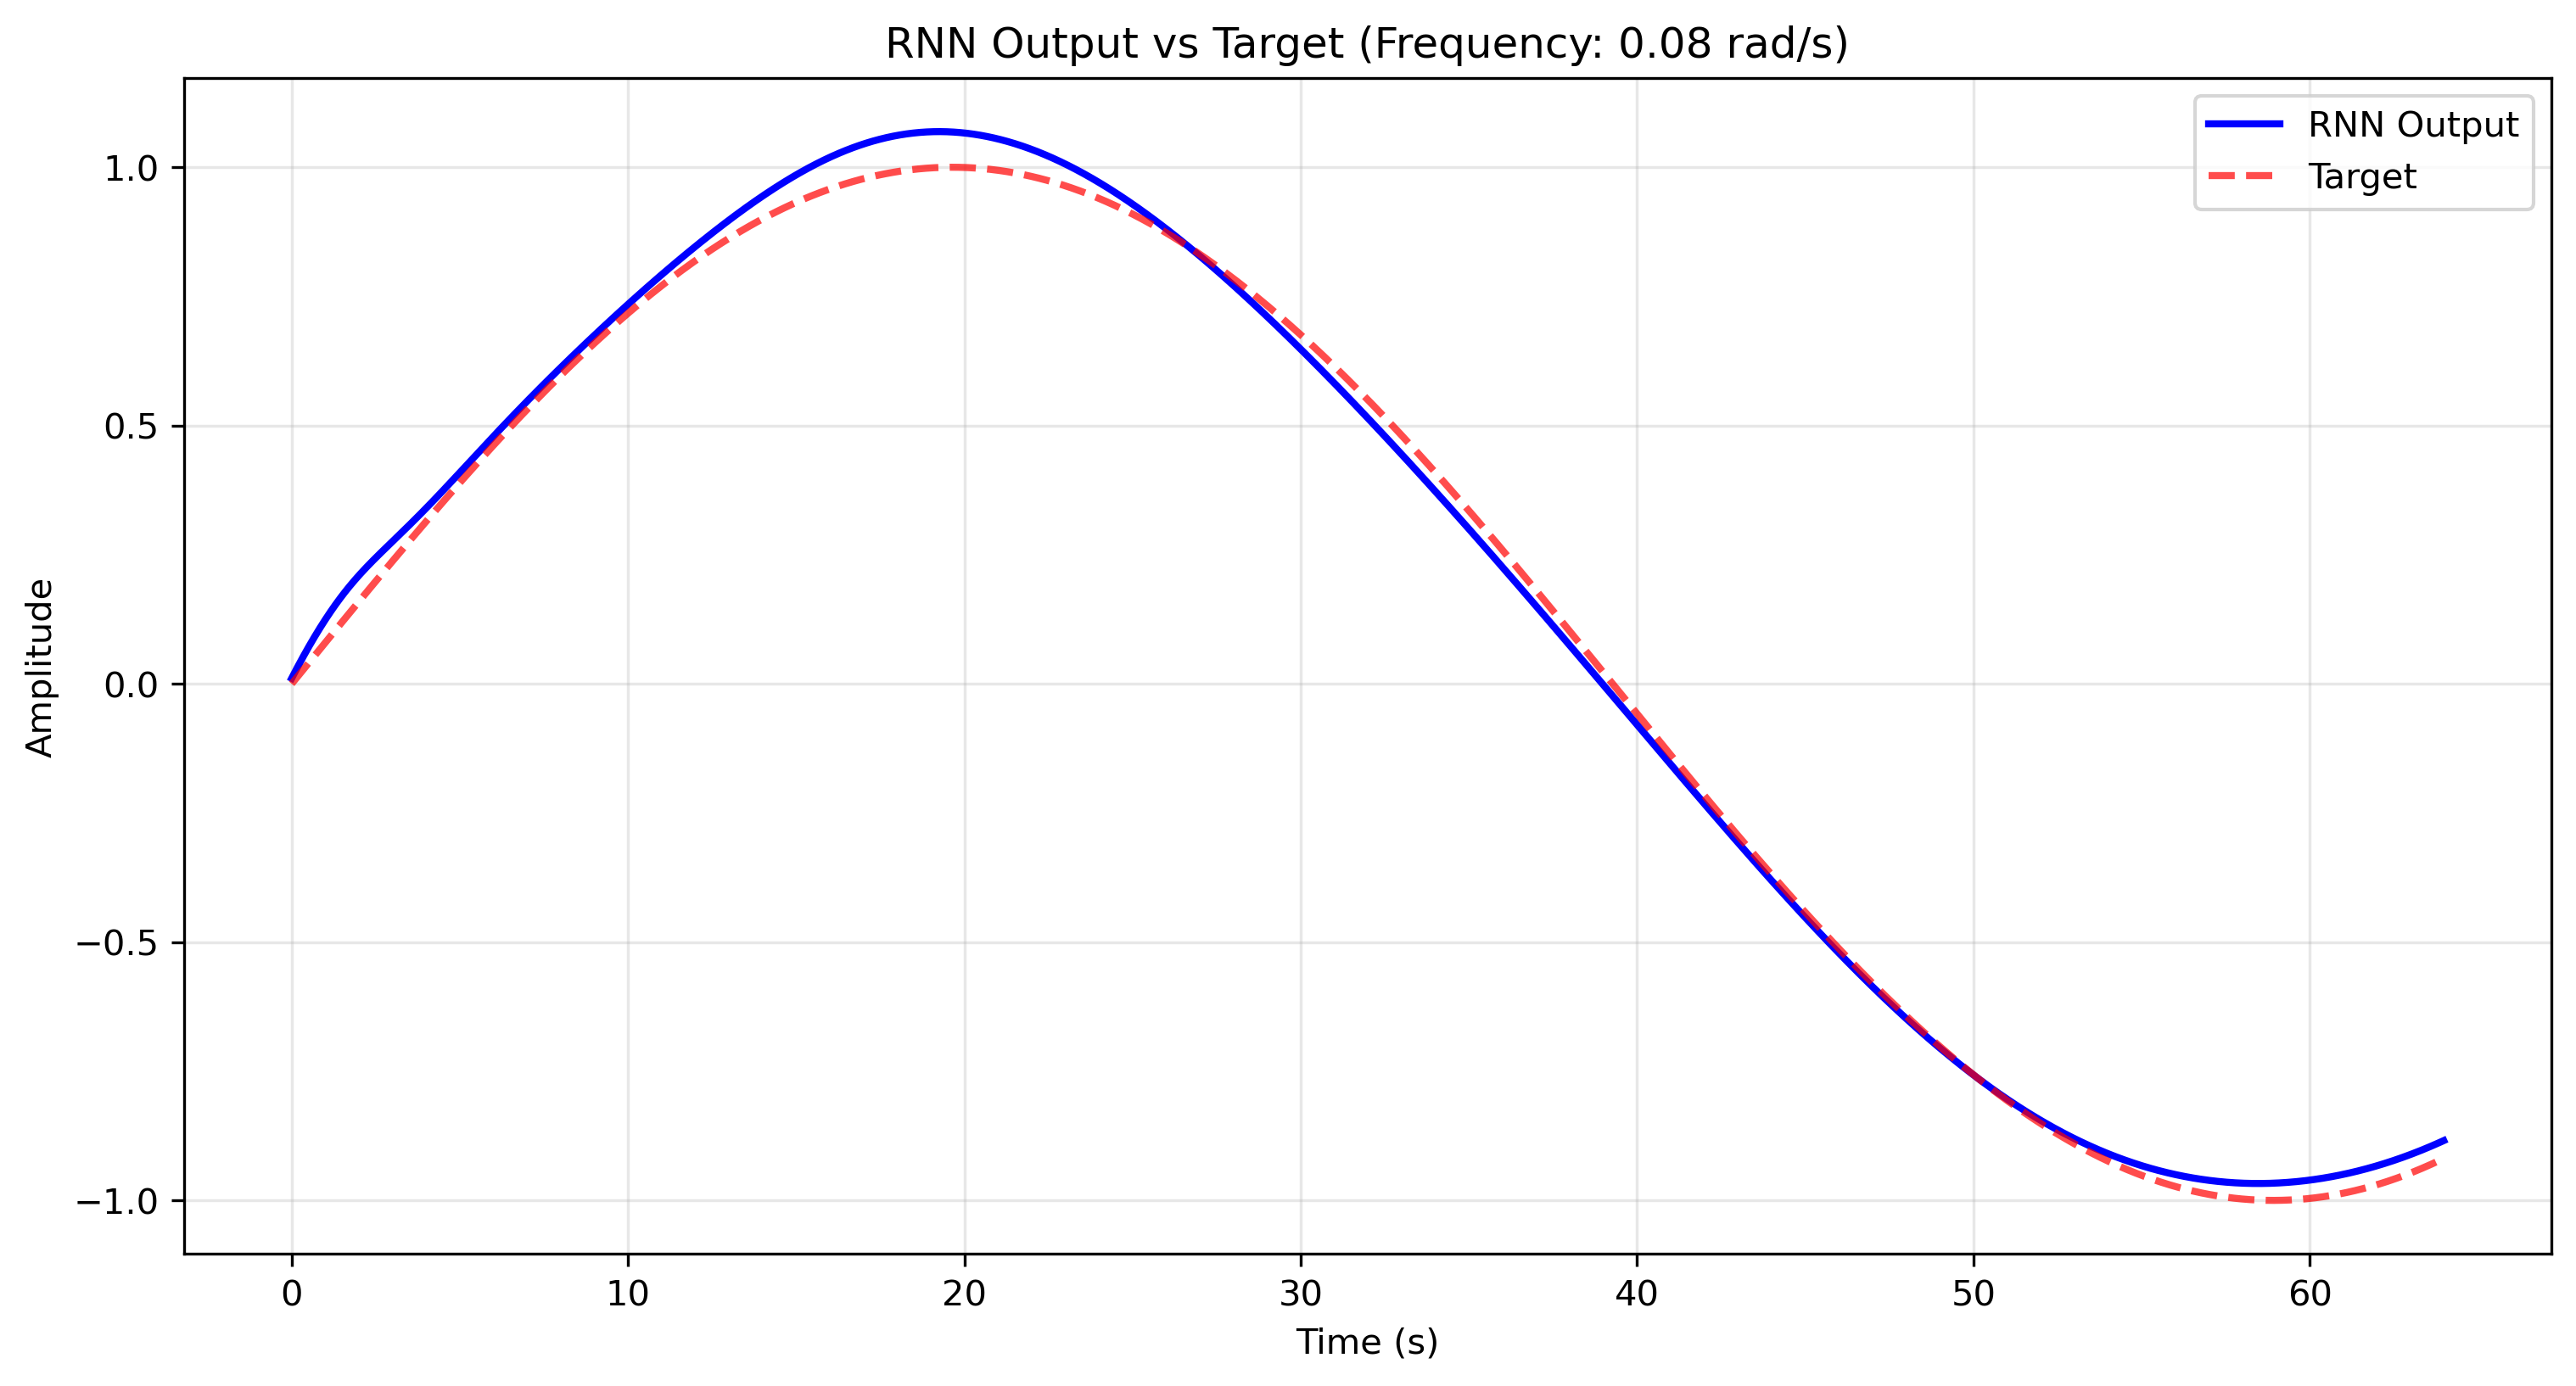 RNN Output vs Target (Frequency: 0.08 rad/s)
RNN Output
Target
Amplitude
1.0
0.5
0.0
−0.5
−1.0
0 10 20 30 40 50 60
Time (s)